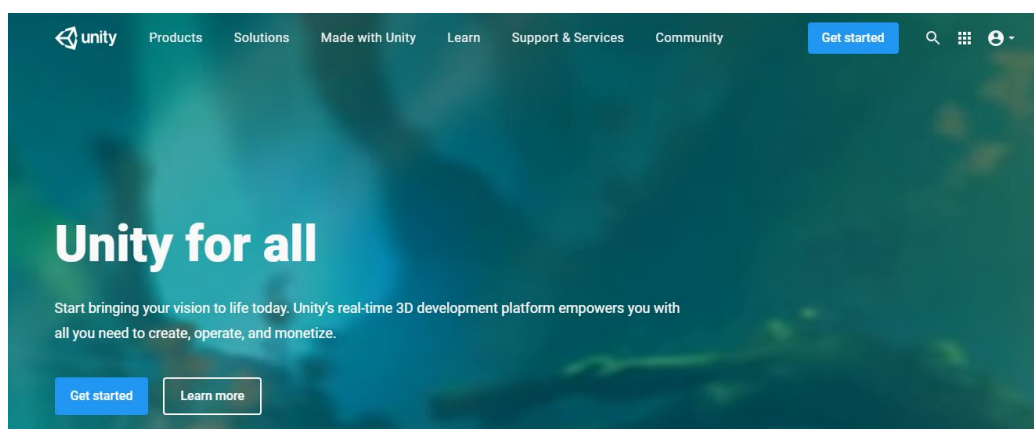 unity Products Solutions Made with Unity Learn Support & Services Community Get started
Unity for all
Start bringing your vision to life today. Unity's real-time 3D development platform empowers you with
all you need to create, operate, and monetize.
Get started Learn more